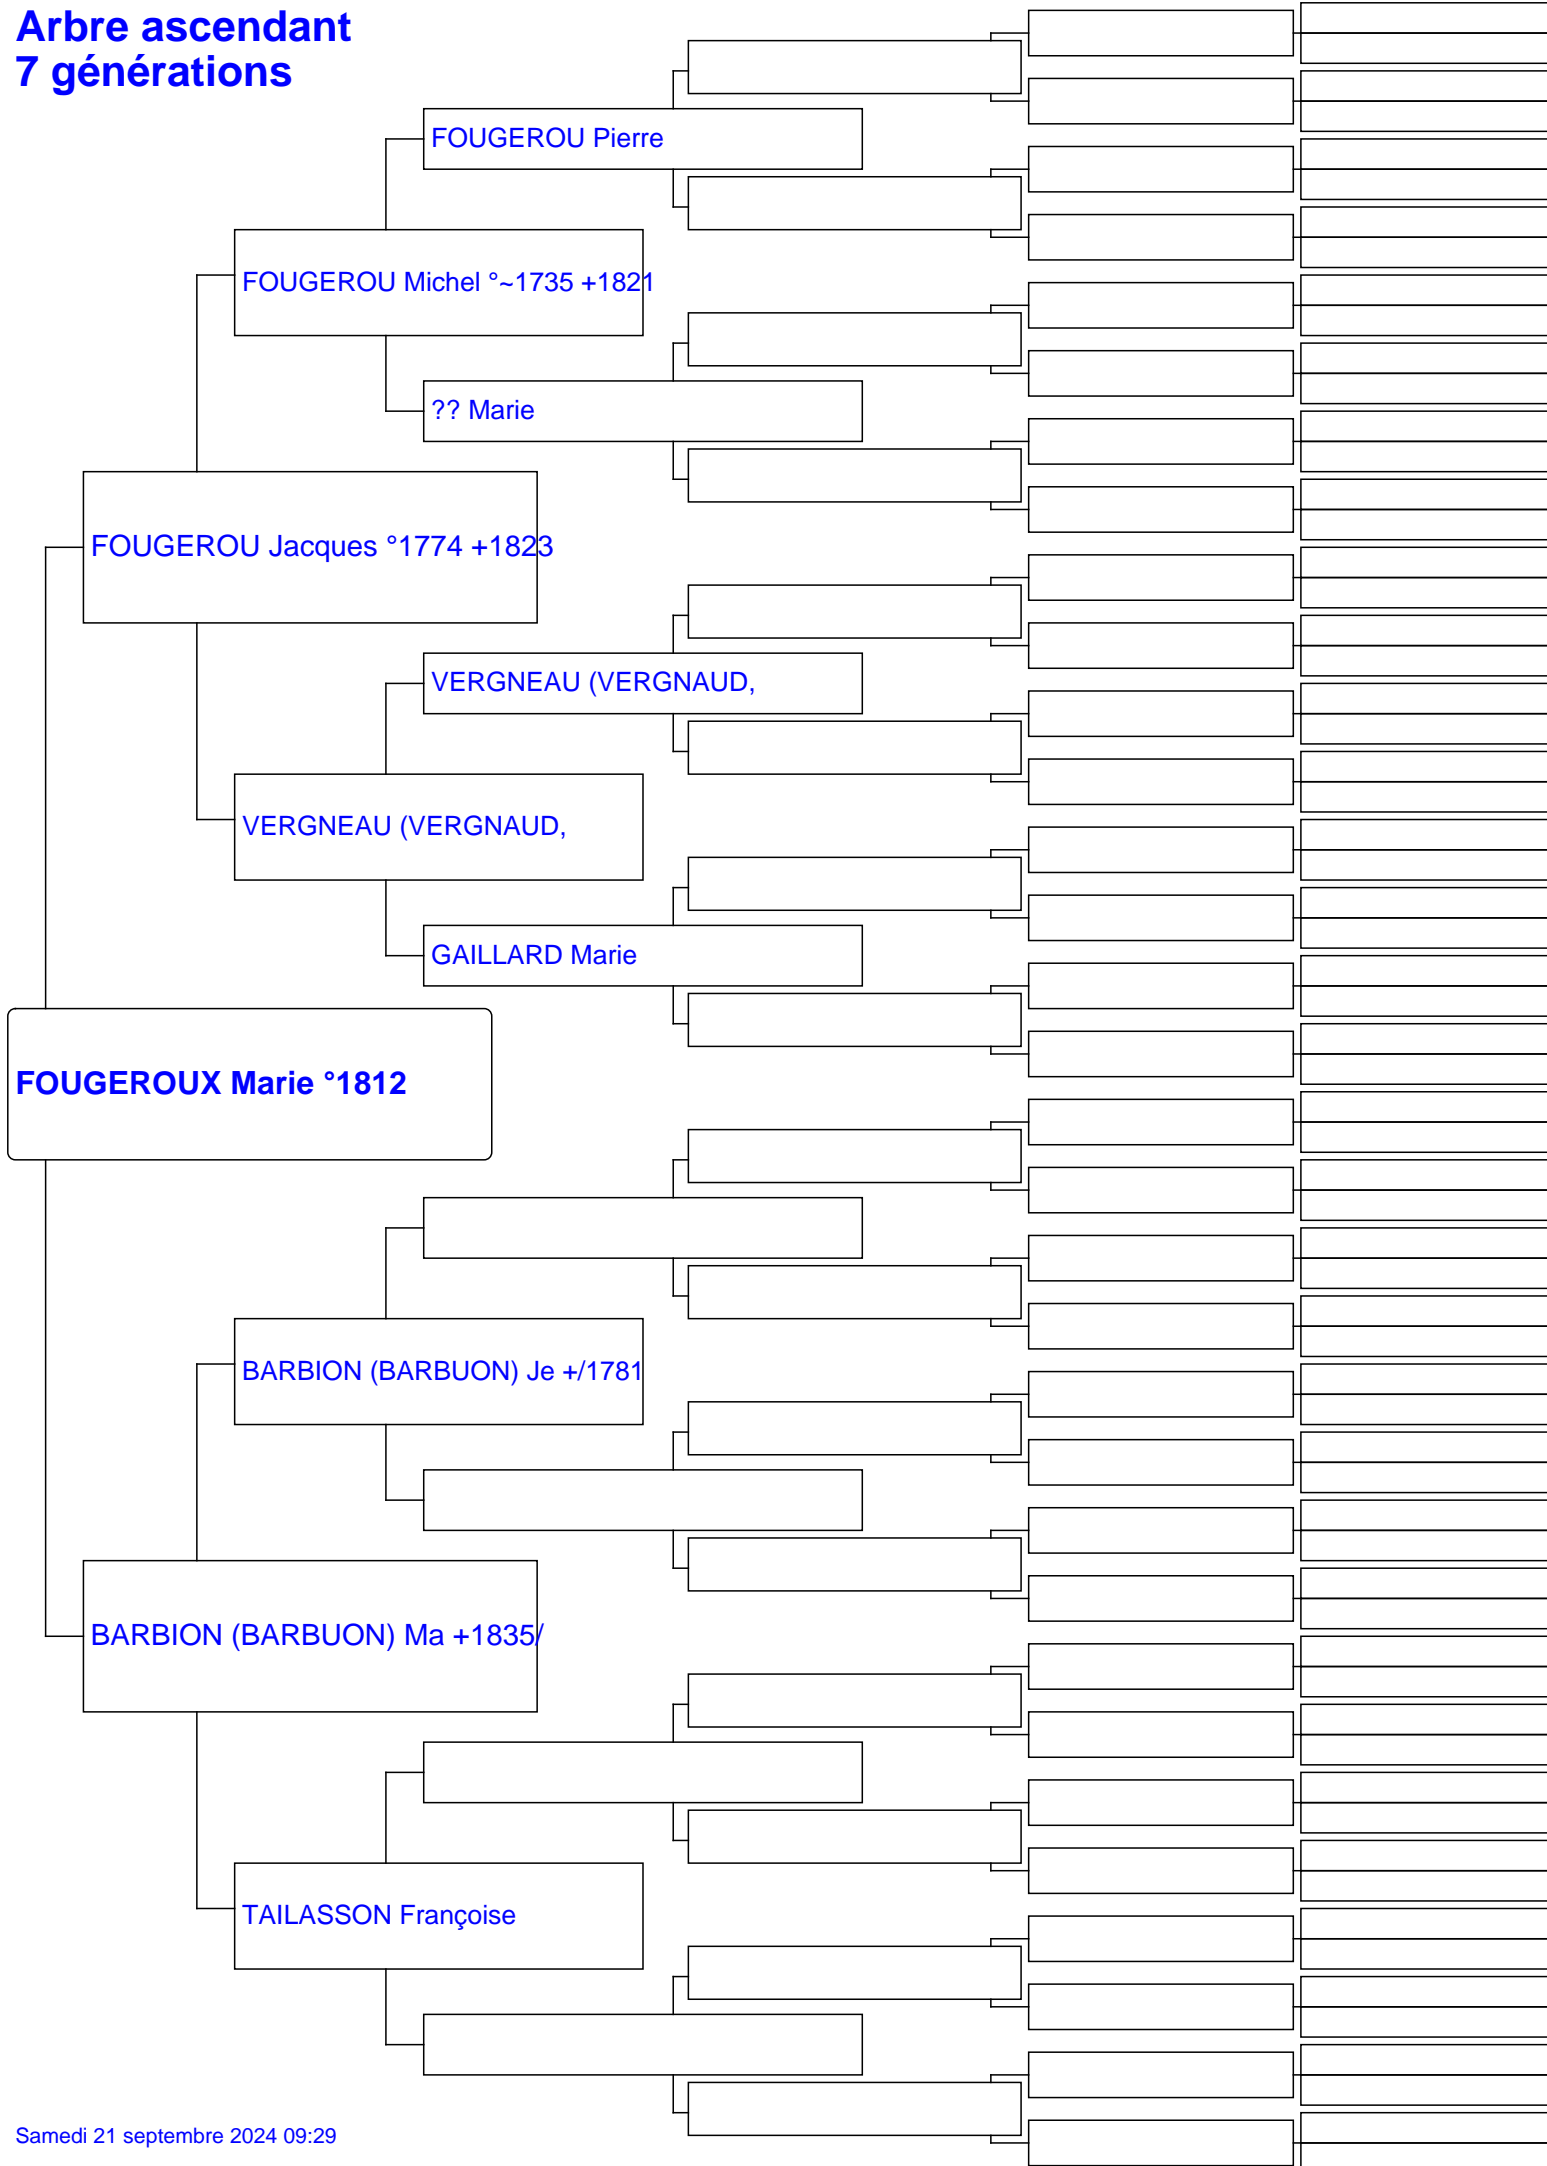 Arbre ascendant
7 générations
FOUGEROU Pierre
FOUGEROU Michel °~1735 +1821
?? Marie
FOUGEROU Jacques °1774 +1823
VERGNEAU (VERGNAUD,
VERGNEAU (VERGNAUD,
GAILLARD Marie
FOUGEROUX Marie °1812
BARBION (BARBUON) Je +/1781
BARBION (BARBUON) Ma +1835/
TAILASSON Françoise
Samedi 21 septembre 2024 09:29